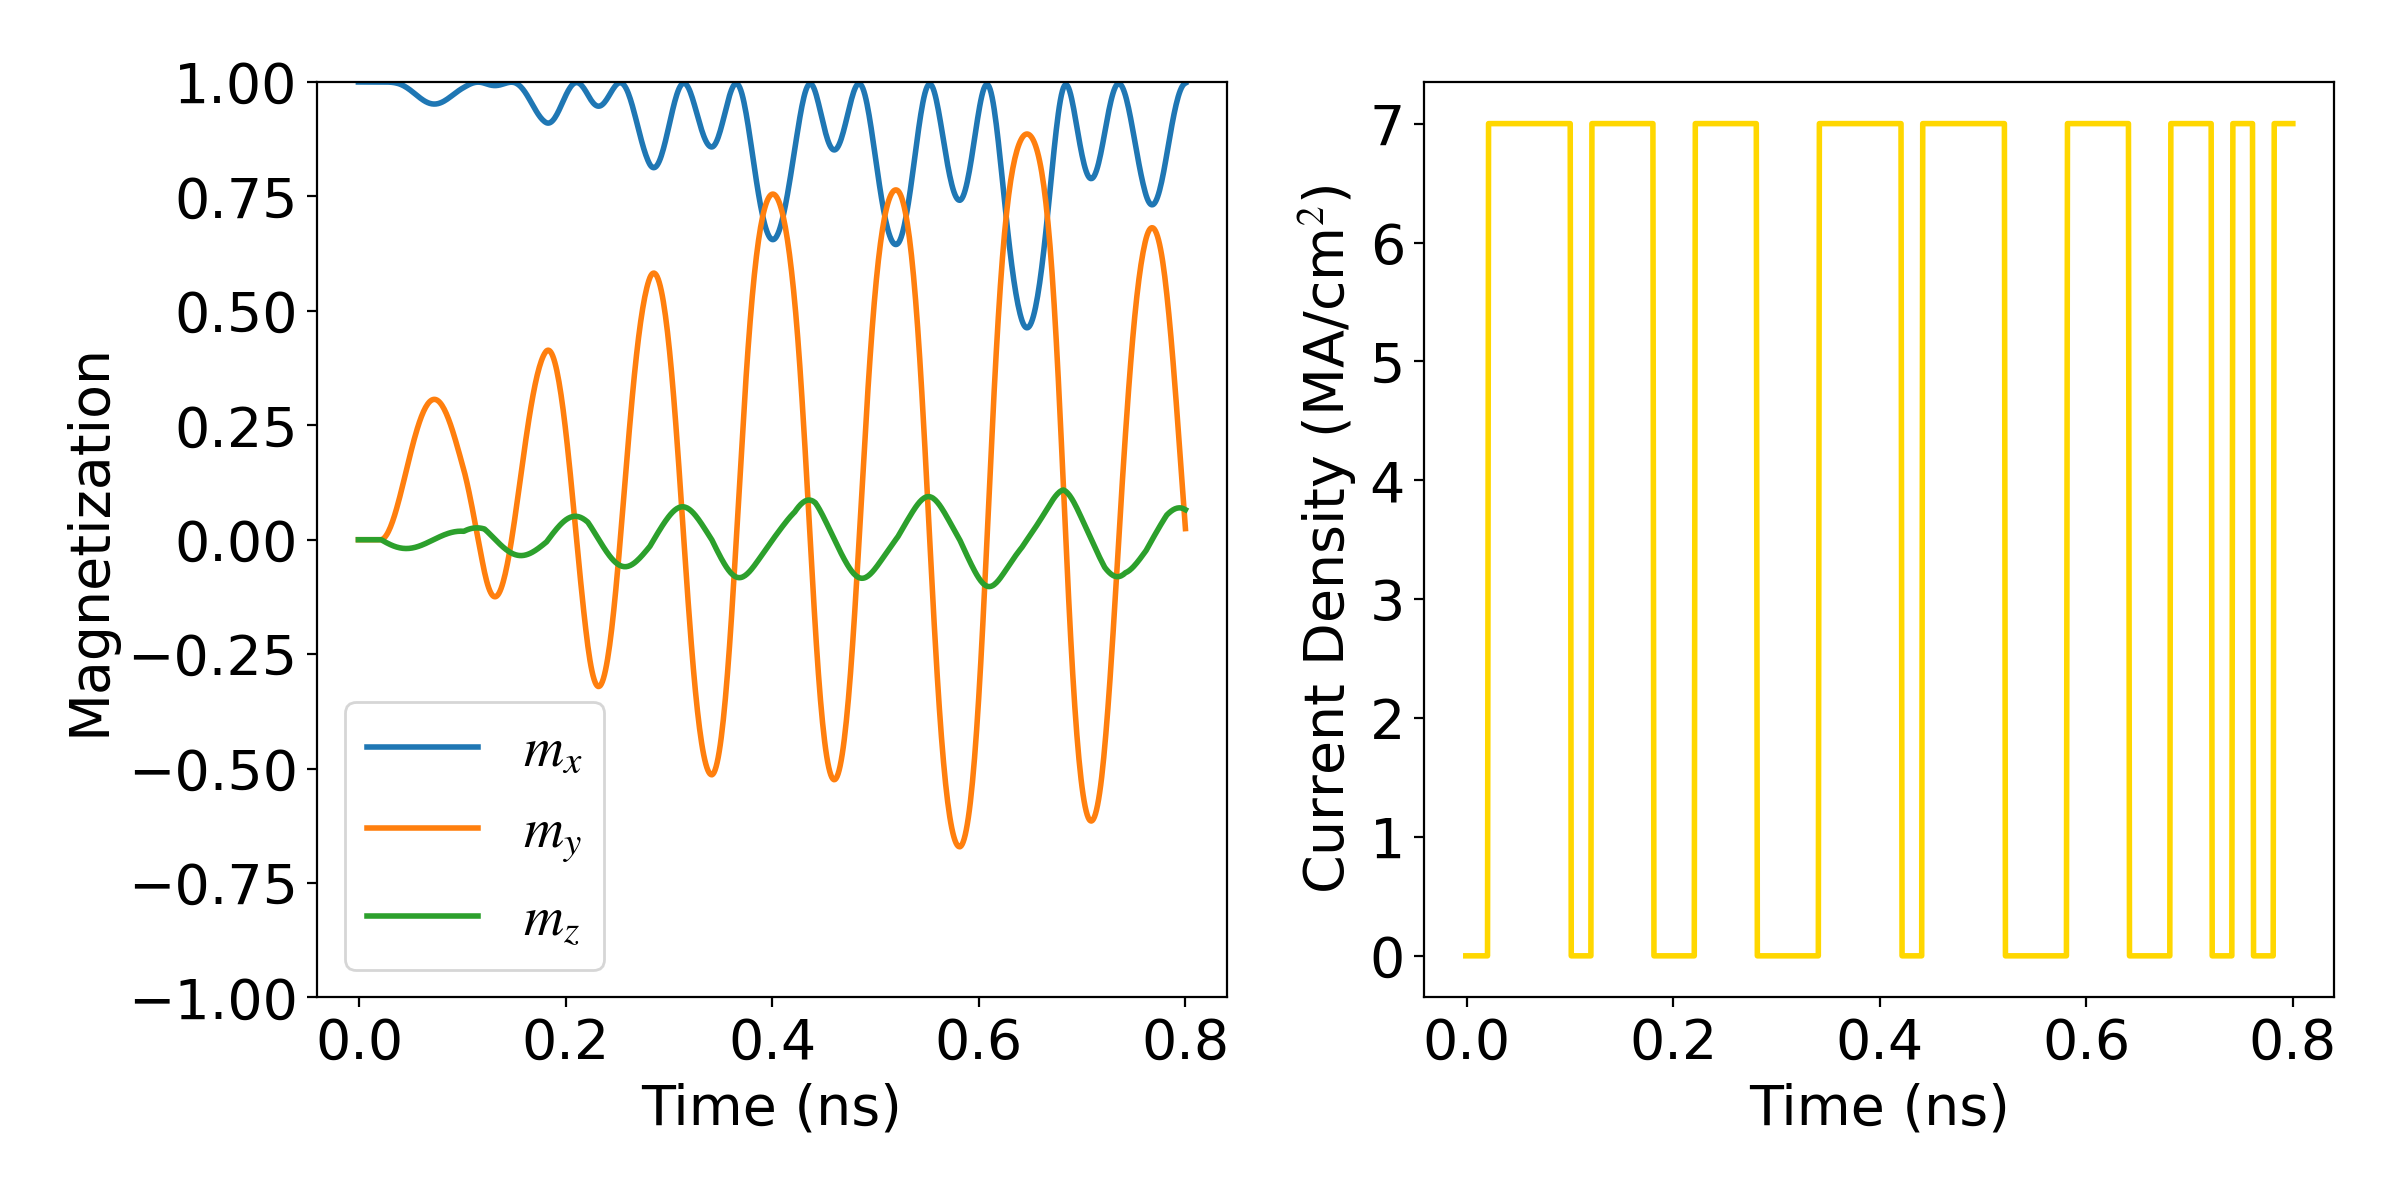 1.00
0.75
0.50
0.25
0.00
−0.25
−0.50
−0.75
−1.00
Magnetization
m_x
m_y
m_z
0.0 0.2 0.4 0.6 0.8
Time (ns)
7
6
5
4
3
2
1
0
Current Density (MA/cm²)
0.0 0.2 0.4 0.6 0.8
Time (ns)